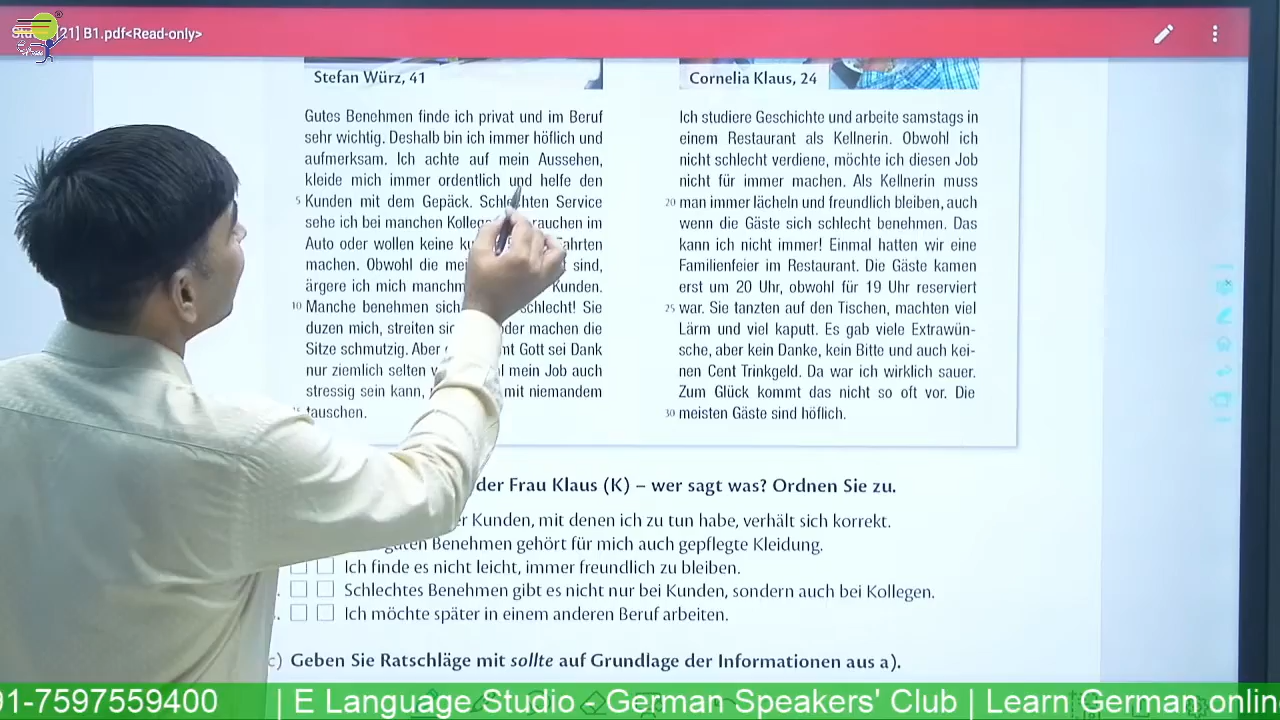 [21] B1.pdf<Read-only>
Stefan Würz, 41
Gutes Benehmen finde ich privat und im Beruf
sehr wichtig. Deshalb bin ich immer höflich und
aufmerksam. Ich achte auf mein Aussehen,
kleide mich immer ordentlich und helfe den
5 Kunden mit dem Gepäck. Schlechten Service
sehe ich bei manchen rauchen im
Auto oder wollen keine Fahrten
machen. Obwohl die sind,
ärgere ich mich Kunden.
10 Manche benehmen sich schlecht! Sie
duzen mich, streiten oder machen die
Sitze schmutzig. Aber Gott sei Dank
nur ziemlich selten mein Job auch
stressig sein kann, mit niemandem
tauschen.
Cornelia Klaus, 24
Ich studiere Geschichte und arbeite samstags in
einem Restaurant als Kellnerin. Obwohl ich
nicht schlecht verdiene, möchte ich diesen Job
nicht für immer machen. Als Kellnerin muss
20 man immer lächeln und freundlich bleiben, auch
wenn die Gäste sich schlecht benehmen. Das
kann ich nicht immer! Einmal hatten wir eine
Familienfeier im Restaurant. Die Gäste kamen
erst um 20 Uhr, obwohl für 19 Uhr reserviert
25 war. Sie tanzten auf den Tischen, machten viel
Lärm und viel kaputt. Es gab viele Extrawün-
sche, aber kein Danke, kein Bitte und auch kei-
nen Cent Trinkgeld. Da war ich wirklich sauer.
Zum Glück kommt das nicht so oft vor. Die
30 meisten Gäste sind höflich.
der Frau Klaus (K) – wer sagt was? Ordnen Sie zu.
Kunden, mit denen ich zu tun habe, verhält sich korrekt.
guten Benehmen gehört für mich auch gepflegte Kleidung.
Ich finde es nicht leicht, immer freundlich zu bleiben.
Schlechtes Benehmen gibt es nicht nur bei Kunden, sondern auch bei Kollegen.
Ich möchte später in einem anderen Beruf arbeiten.
c) Geben Sie Ratschläge mit sollte auf Grundlage der Informationen aus a).
91-7597559400 | E Language Studio - German Speakers' Club | Learn German onlin